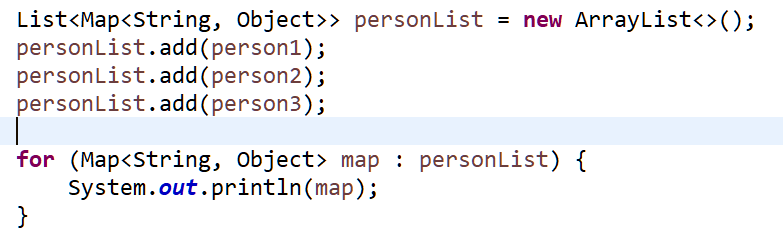 List<Map<String, Object>> personList = new ArrayList<>();
personList.add(person1);
personList.add(person2);
personList.add(person3);
for (Map<String, Object> map : personList) {
    System.out.println(map);
}